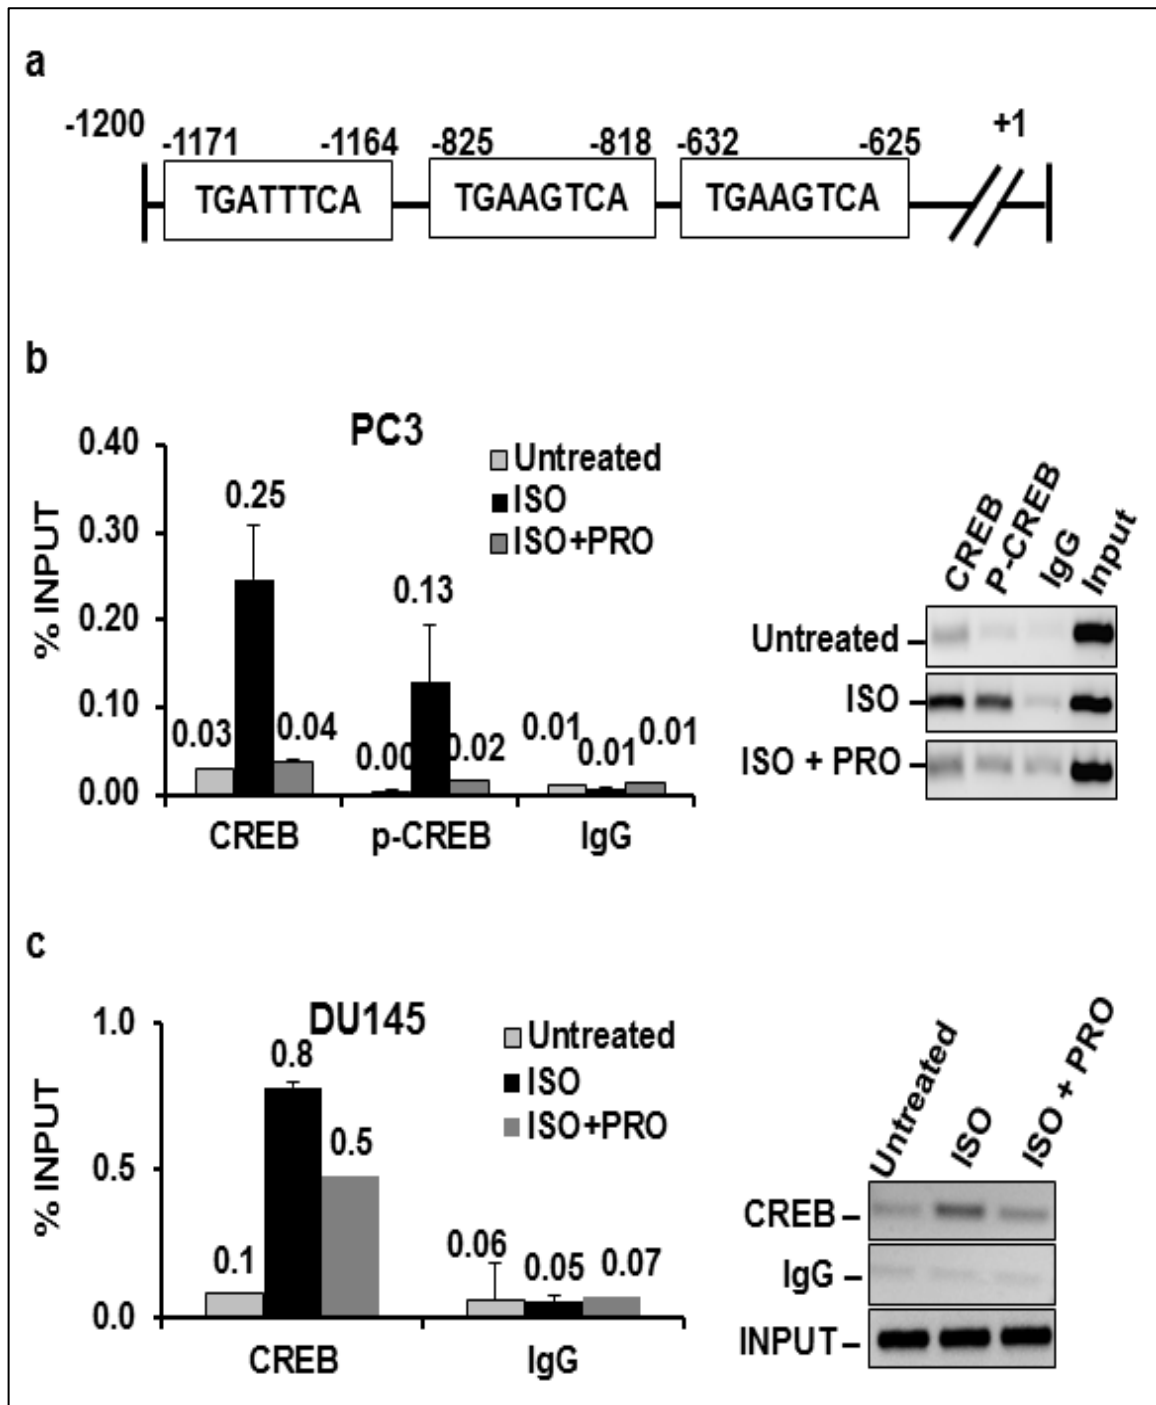 a
-1200 -1171 -1164 -825 -818 -632 -625 +1
TGATTTCA TGAAGTCA TGAAGTCA
b
PC3
% INPUT
0.40
0.30
0.20
0.10
0.00
Untreated
ISO
ISO+PRO
0.03 0.25 0.04
0.00 0.13 0.02
0.01 0.01 0.01
CREB p-CREB IgG
CREB P-CREB IgG Input
Untreated
ISO
ISO + PRO
c
DU145
% INPUT
1.0
0.5
0.0
Untreated
ISO
ISO+PRO
0.1 0.8 0.5
0.06 0.05 0.07
CREB IgG
Untreated ISO ISO + PRO
CREB
IgG
INPUT